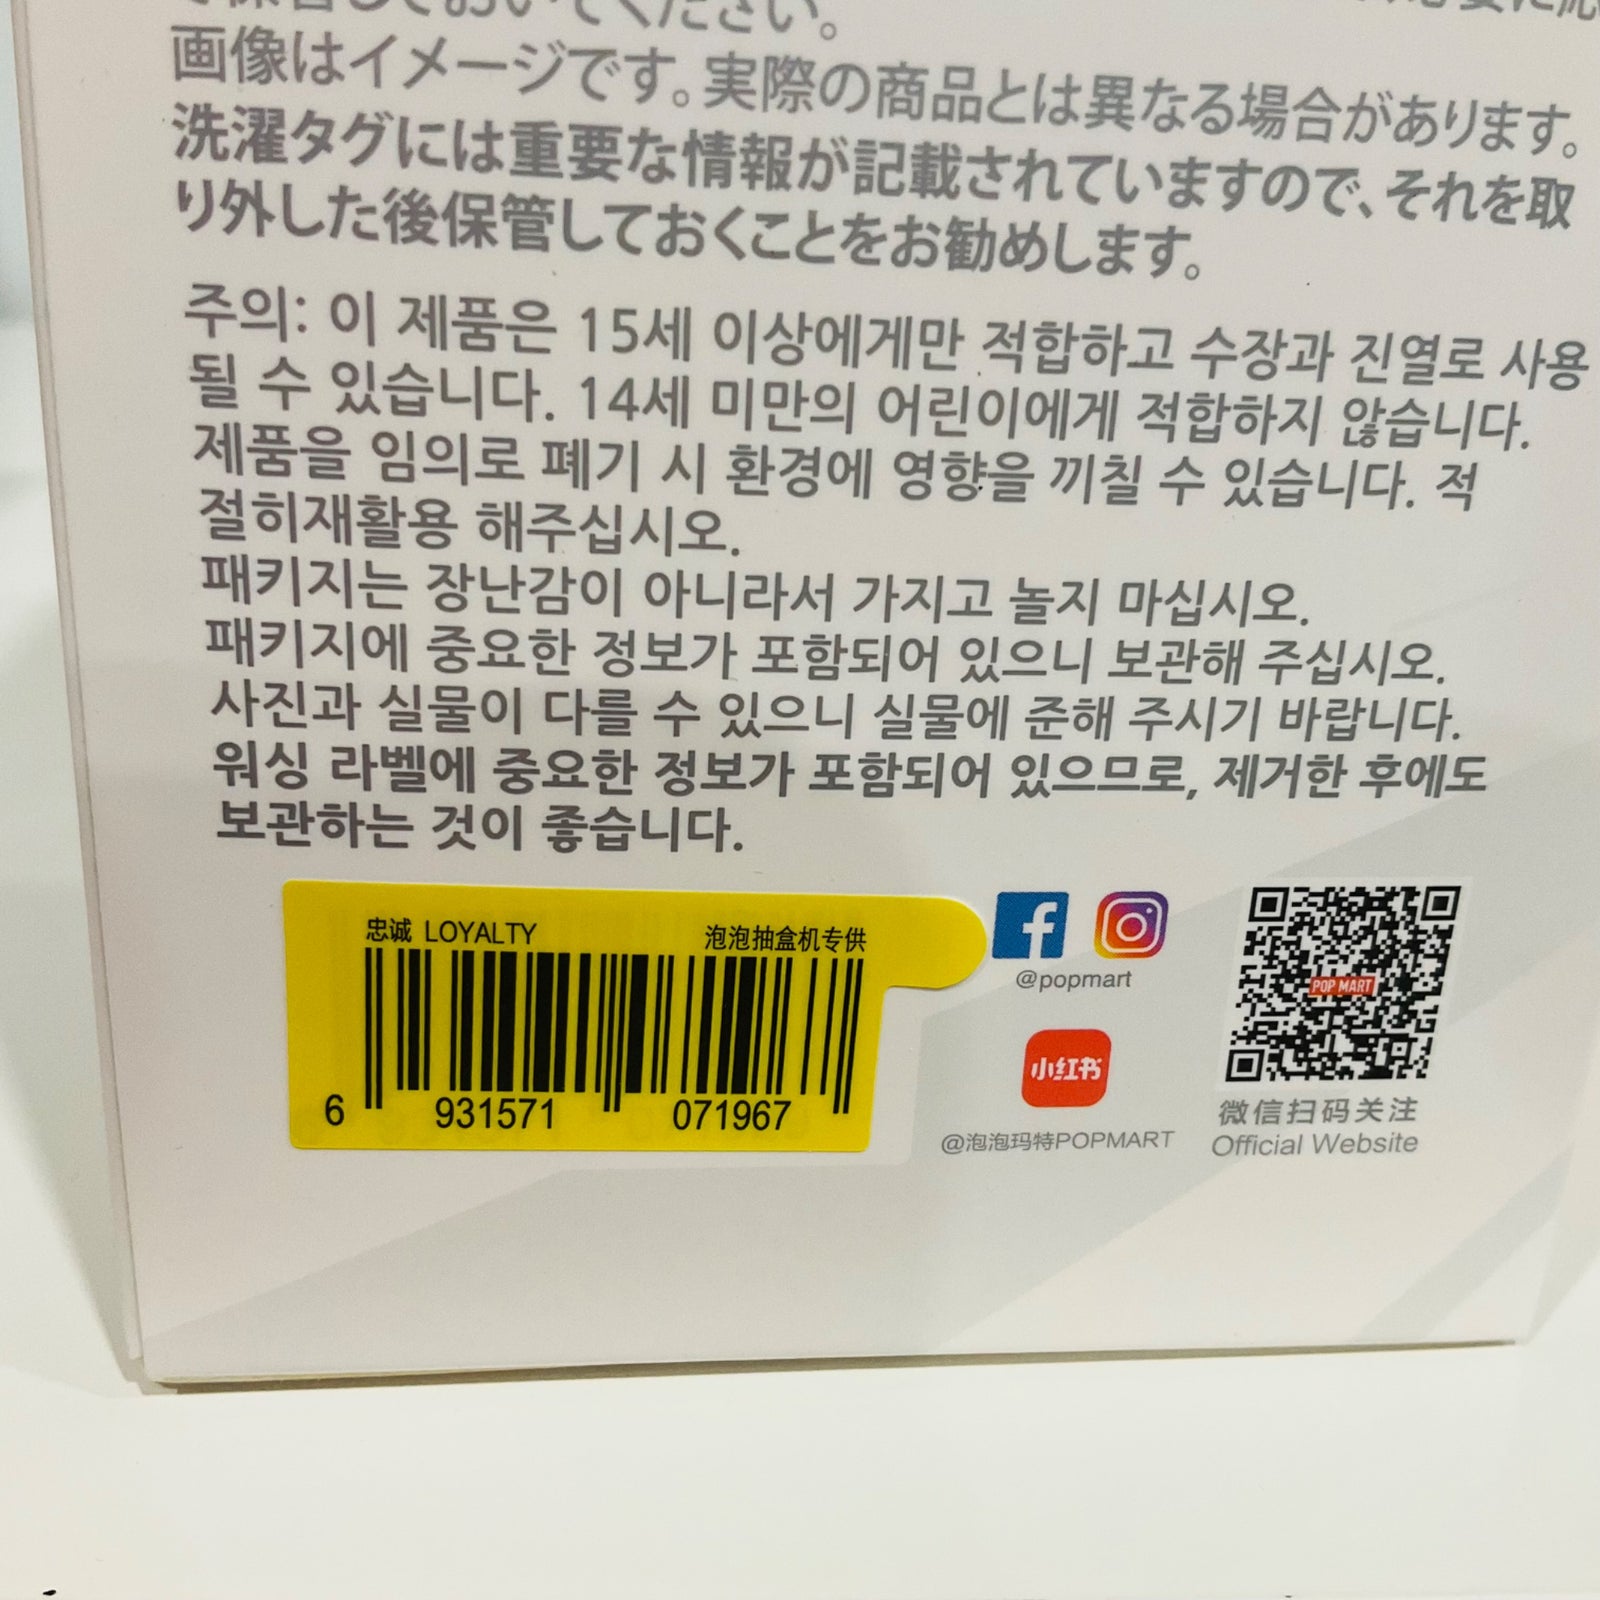 保管しておいてください。
画像はイメージです。実際の商品とは異なる場合があります。
洗濯タグには重要な情報が記載されていますので、それを取
り外した後保管しておくことをお勧めします。
주의: 이 제품은 15세 이상에게만 적합하고 수장과 진열로 사용
될 수 있습니다. 14세 미만의 어린이에게 적합하지 않습니다.
제품을 임의로 폐기 시 환경에 영향을 끼칠 수 있습니다. 적
절히재활용 해주십시오.
패키지는 장난감이 아니라서 가지고 놀지 마십시오.
패키지에 중요한 정보가 포함되어 있으니 보관해 주십시오.
사진과 실물이 다를 수 있으니 실물에 준해 주시기 바랍니다.
워싱 라벨에 중요한 정보가 포함되어 있으므로, 제거한 후에도
보관하는 것이 좋습니다.
忠诚 LOYALTY 泡泡抽盒机专供
6 931571 071967
@popmart
小红书
@泡泡玛特POPMART
POP MART
微信扫码关注
Official Website